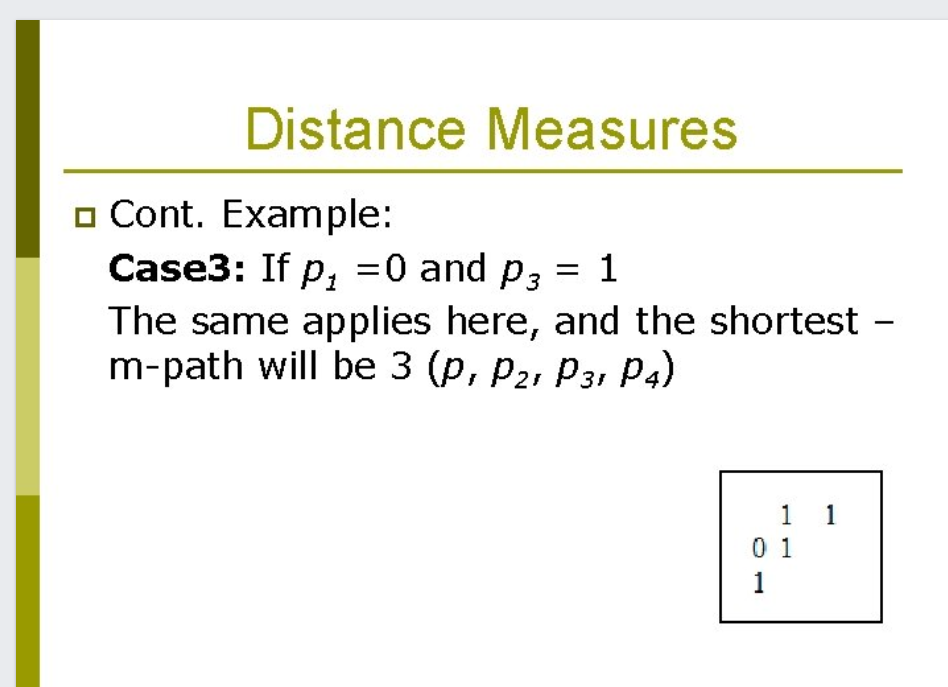 Distance Measures
Cont. Example:
Case3: If p₁ =0 and p₃ = 1
The same applies here, and the shortest –
m-path will be 3 (p, p₂, p₃, p₄)
1 1
0 1
1